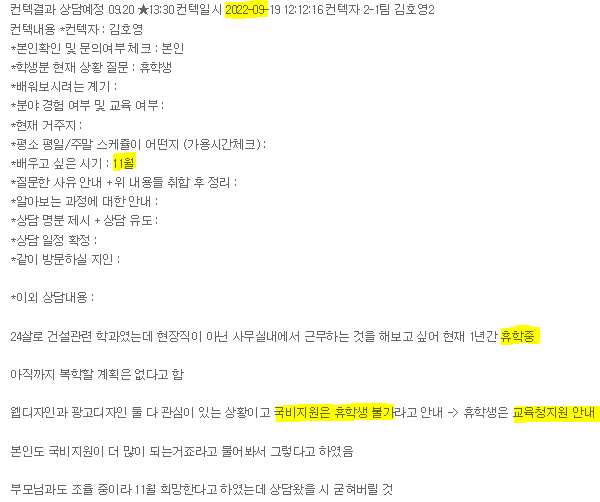 컨텍결과 상담예정 09.20 ★13:30 컨텍일시 2022-09-19 12:12:16 컨텍자 2-1팀 김호영2
컨텍내용 *컨텍자 : 김호영
*본인확인 및 문의여부 체크 : 본인
*학생분 현재 상황 질문 : 휴학생
*배워보시려는 계기 :
*분야 경험 여부 및 교육 여부 :
*현재 거주지 :
*평소 평일/주말 스케쥴이 어떤지 (가용시간체크) :
*배우고 싶은 시기 : 11월
*질문한 사유 안내 + 위 내용들 취합 후 정리 :
*알아보는 과정에 대한 안내 :
*상담 명분 제시 + 상담 유도 :
*상담 일정 확정 :
*같이 방문하실 지인 :
*이외 상담내용 :
24살로 건설관련 학과였는데 현장직이 아닌 사무실내에서 근무하는 것을 해보고 싶어 현재 1년간 휴학중
아직까지 복학할 계획은 없다고 함
웹디자인과 광고디자인 둘 다 관심이 있는 상황이고 국비지원은 휴학생 불가라고 안내 -> 휴학생은 교육청지원 안내
본인도 국비지원이 더 많이 되는거죠라고 물어봐서 그렇다고 하였음
부모님과도 조율 중이라 11월 희망한다고 하였는데 상담왔을 시 굳혀버릴 것